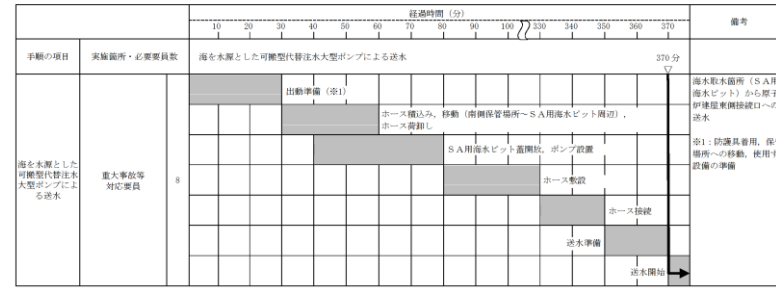 経過時間（分）
備考
10 20 30 40 50 60 70 80 90 100 330 340 350 360 370
手順の項目
実施箇所・必要要員数
海を水源とした可搬型代替注水大型ポンプによる送水
370 分
▽
海を水源とした
可搬型代替注水
大型ポンプによ
る送水
重大事故等
対応要員
8
出動準備（※1）
ホース積込み，移動（南側保管場所～ＳＡ用海水ピット周辺），
ホース荷卸し
ＳＡ用海水ピット蓋開放，ポンプ設置
ホース敷設
ホース接続
送水準備
送水開始
海水取水箇所（ＳＡ用
海水ピット）から原子
炉建屋東側接続口への
送水
※1：防護具着用，保管
場所への移動，使用す
設備の準備